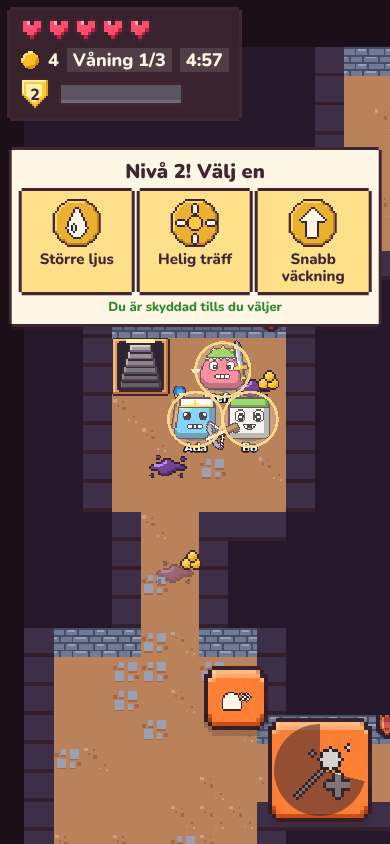 4 Våning 1/3 4:57
2
Nivå 2! Välj en
Större ljus
Helig träff
Snabb
väckning
Du är skyddad tills du väljer
Bo